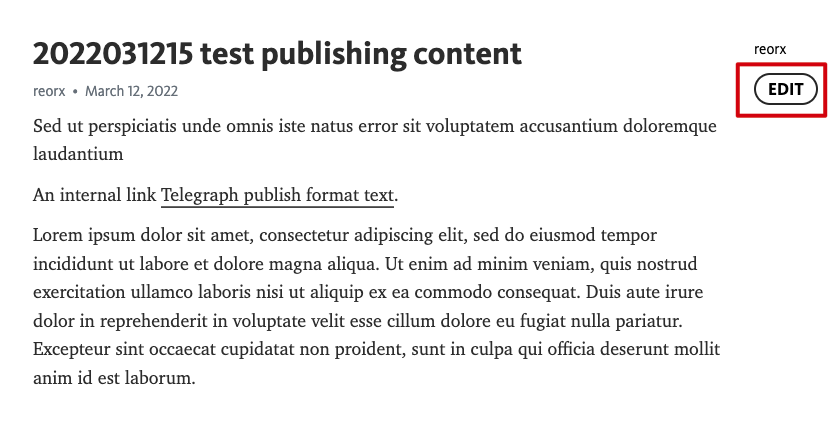 2022031215 test publishing content
reorx
reorx • March 12, 2022
EDIT
Sed ut perspiciatis unde omnis iste natus error sit voluptatem accusantium doloremque
laudantium
An internal link Telegraph publish format text.
Lorem ipsum dolor sit amet, consectetur adipiscing elit, sed do eiusmod tempor
incididunt ut labore et dolore magna aliqua. Ut enim ad minim veniam, quis nostrud
exercitation ullamco laboris nisi ut aliquip ex ea commodo consequat. Duis aute irure
dolor in reprehenderit in voluptate velit esse cillum dolore eu fugiat nulla pariatur.
Excepteur sint occaecat cupidatat non proident, sunt in culpa qui officia deserunt mollit
anim id est laborum.